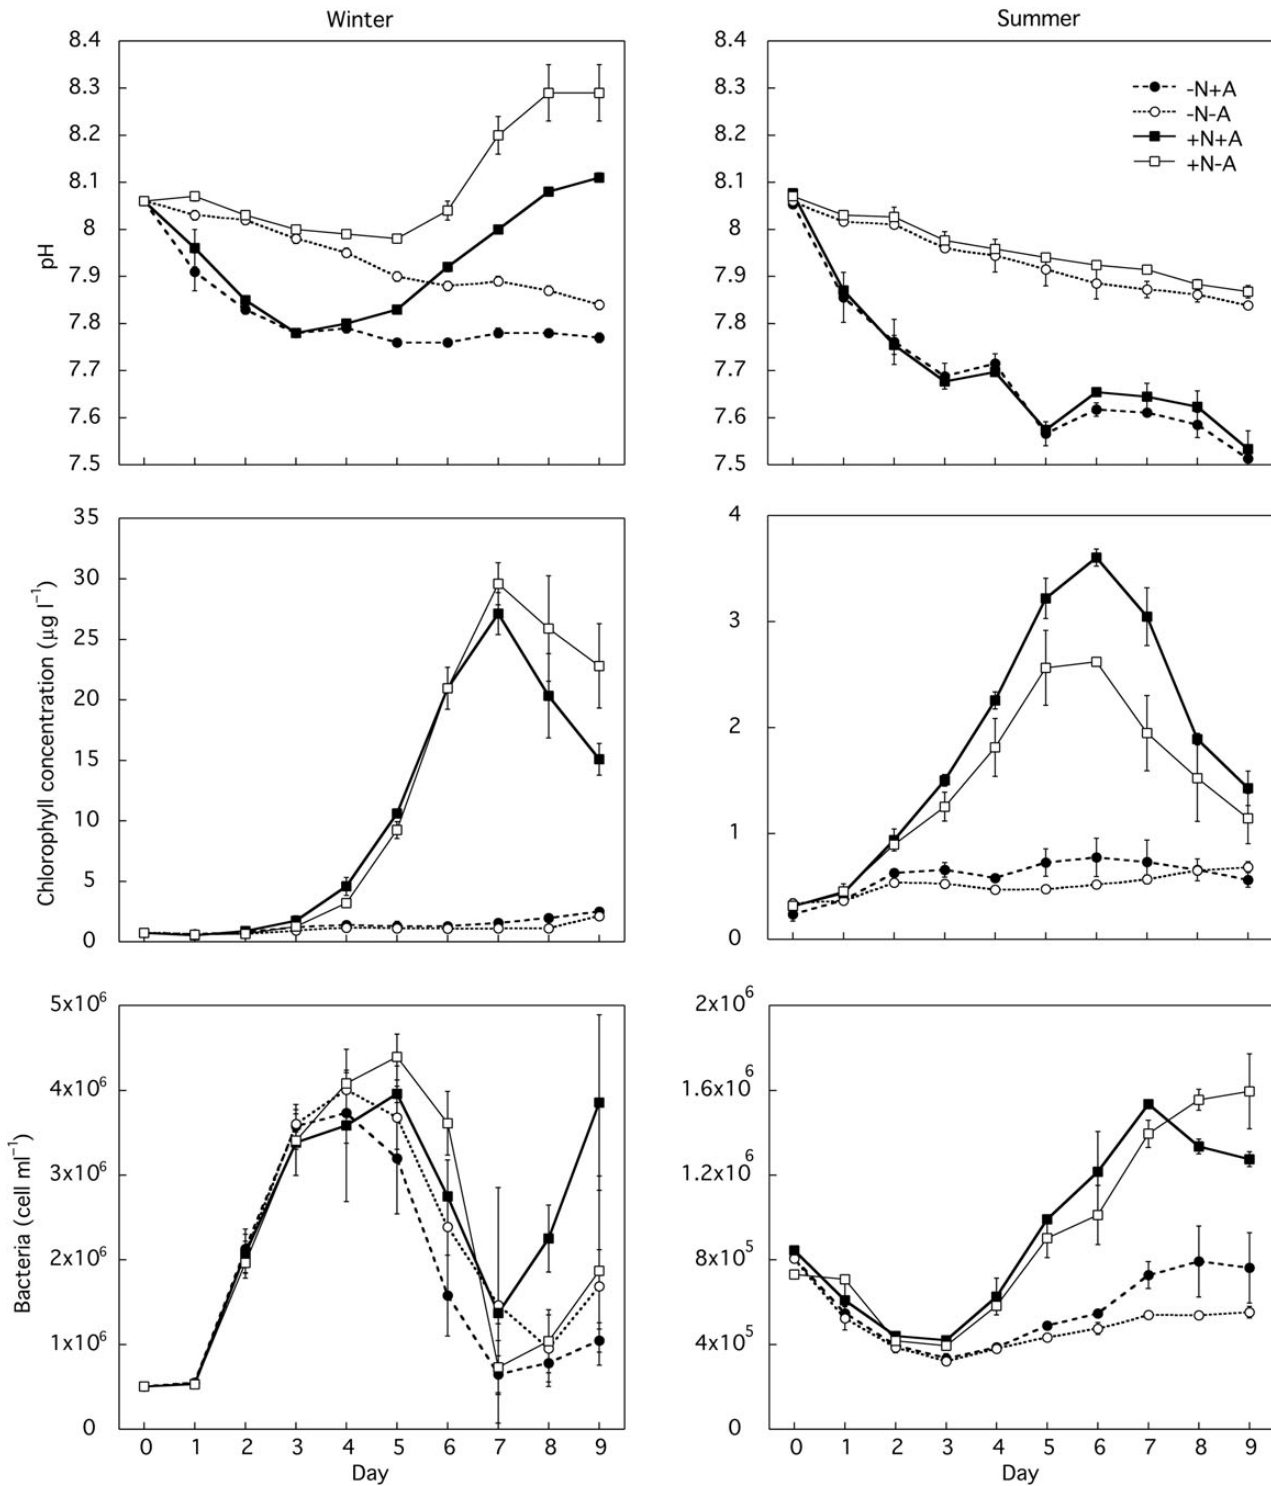 Winter
Summer
8.4
8.3
8.2
8.1
8
7.9
7.8
7.7
7.6
7.5
pH
8.4
8.3
8.2
8.1
8
7.9
7.8
7.7
7.6
7.5
-N+A
-N-A
+N+A
+N-A
35
30
25
20
15
10
5
0
Chlorophyll concentration (μg l⁻¹)
4
3
2
1
0
5x10⁶
4x10⁶
3x10⁶
2x10⁶
1x10⁶
0
Bacteria (cell ml⁻¹)
2x10⁶
1.6x10⁶
1.2x10⁶
8x10⁵
4x10⁵
0
0 1 2 3 4 5 6 7 8 9
Day
0 1 2 3 4 5 6 7 8 9
Day